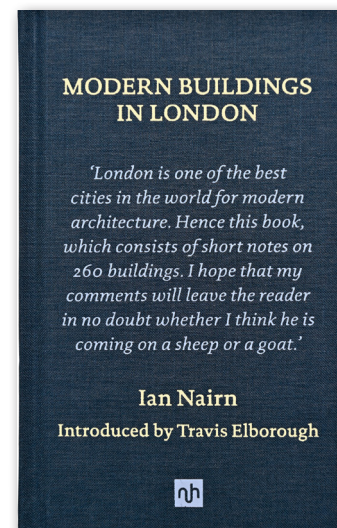 MODERN BUILDINGS
IN LONDON
‘London is one of the best
cities in the world for modern
architecture. Hence this book,
which consists of short notes on
260 buildings. I hope that my
comments will leave the reader
in no doubt whether I think he is
coming on a sheep or a goat.’
Ian Nairn
Introduced by Travis Elborough
nh